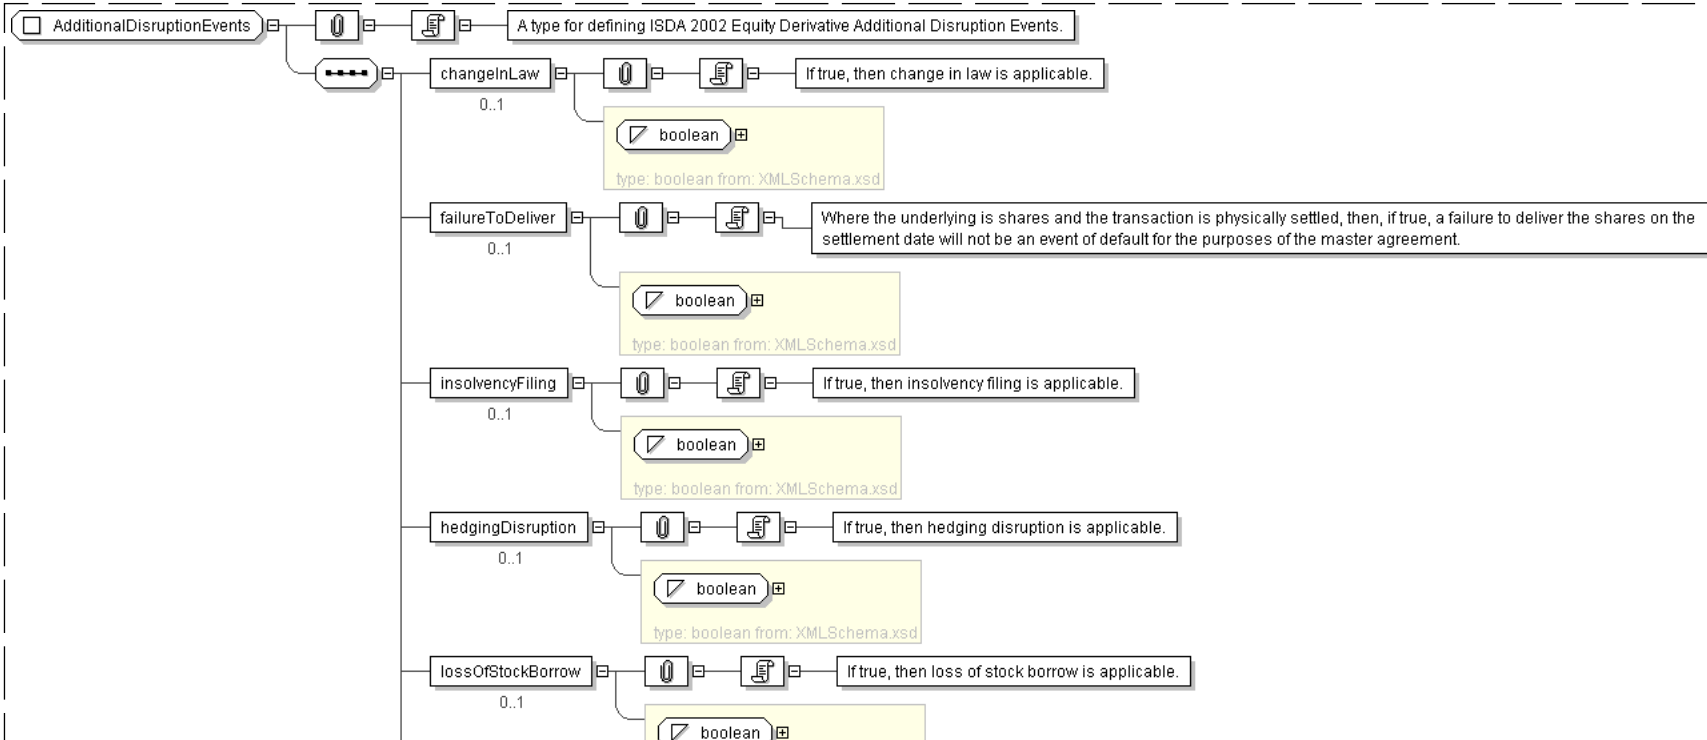 AdditionalDisruptionEvents
A type for defining ISDA 2002 Equity Derivative Additional Disruption Events.
changeInLaw
If true, then change in law is applicable.
0..1
boolean
type: boolean from: XMLSchema.xsd
failureToDeliver
Where the underlying is shares and the transaction is physically settled, then, if true, a failure to deliver the shares on the
settlement date will not be an event of default for the purposes of the master agreement.
0..1
boolean
type: boolean from: XMLSchema.xsd
insolvencyFiling
If true, then insolvency filing is applicable.
0..1
boolean
type: boolean from: XMLSchema.xsd
hedgingDisruption
If true, then hedging disruption is applicable.
0..1
boolean
type: boolean from: XMLSchema.xsd
lossOfStockBorrow
If true, then loss of stock borrow is applicable.
0..1
boolean